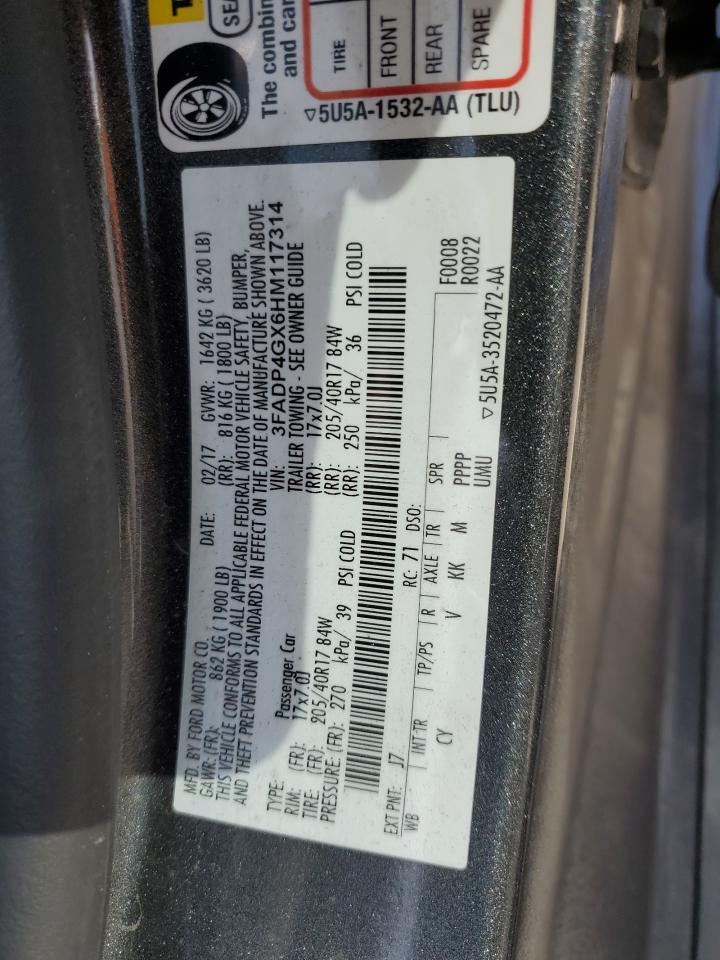 SEA
The combin
and car
TIRE
FRONT
REAR
SPARE
▽5U5A-1532-AA (TLU)
MFD. BY FORD MOTOR CO. DATE: 02/17 GVWR: 1642 KG ( 3620 LB)
GAWR: (FR): 862 KG ( 1900 LB) (RR): 816 KG ( 1800 LB)
THIS VEHICLE CONFORMS TO ALL APPLICABLE FEDERAL MOTOR VEHICLE SAFETY, BUMPER,
AND THEFT PREVENTION STANDARDS IN EFFECT ON THE DATE OF MANUFACTURE SHOWN ABOVE.
VIN: 3FADP4GX6HM117314
TYPE: Passenger Car TRAILER TOWING - SEE OWNER GUIDE
RIM: (FR): 17x7.0J (RR): 17x7.0J
TIRE: (FR): 205/40R17 84W (RR): 205/40R17 84W
PRESSURE (FR): 270 kPa/ 39 PSI COLD (RR): 250 kPa/ 36 PSI COLD
EXT PNT: J7 RC: 71 DSO: F0008
WB INT TR TP/PS R AXLE TR SPR R0022
CY V KK M PPPP
UMU ▽5U5A-3520472-AA